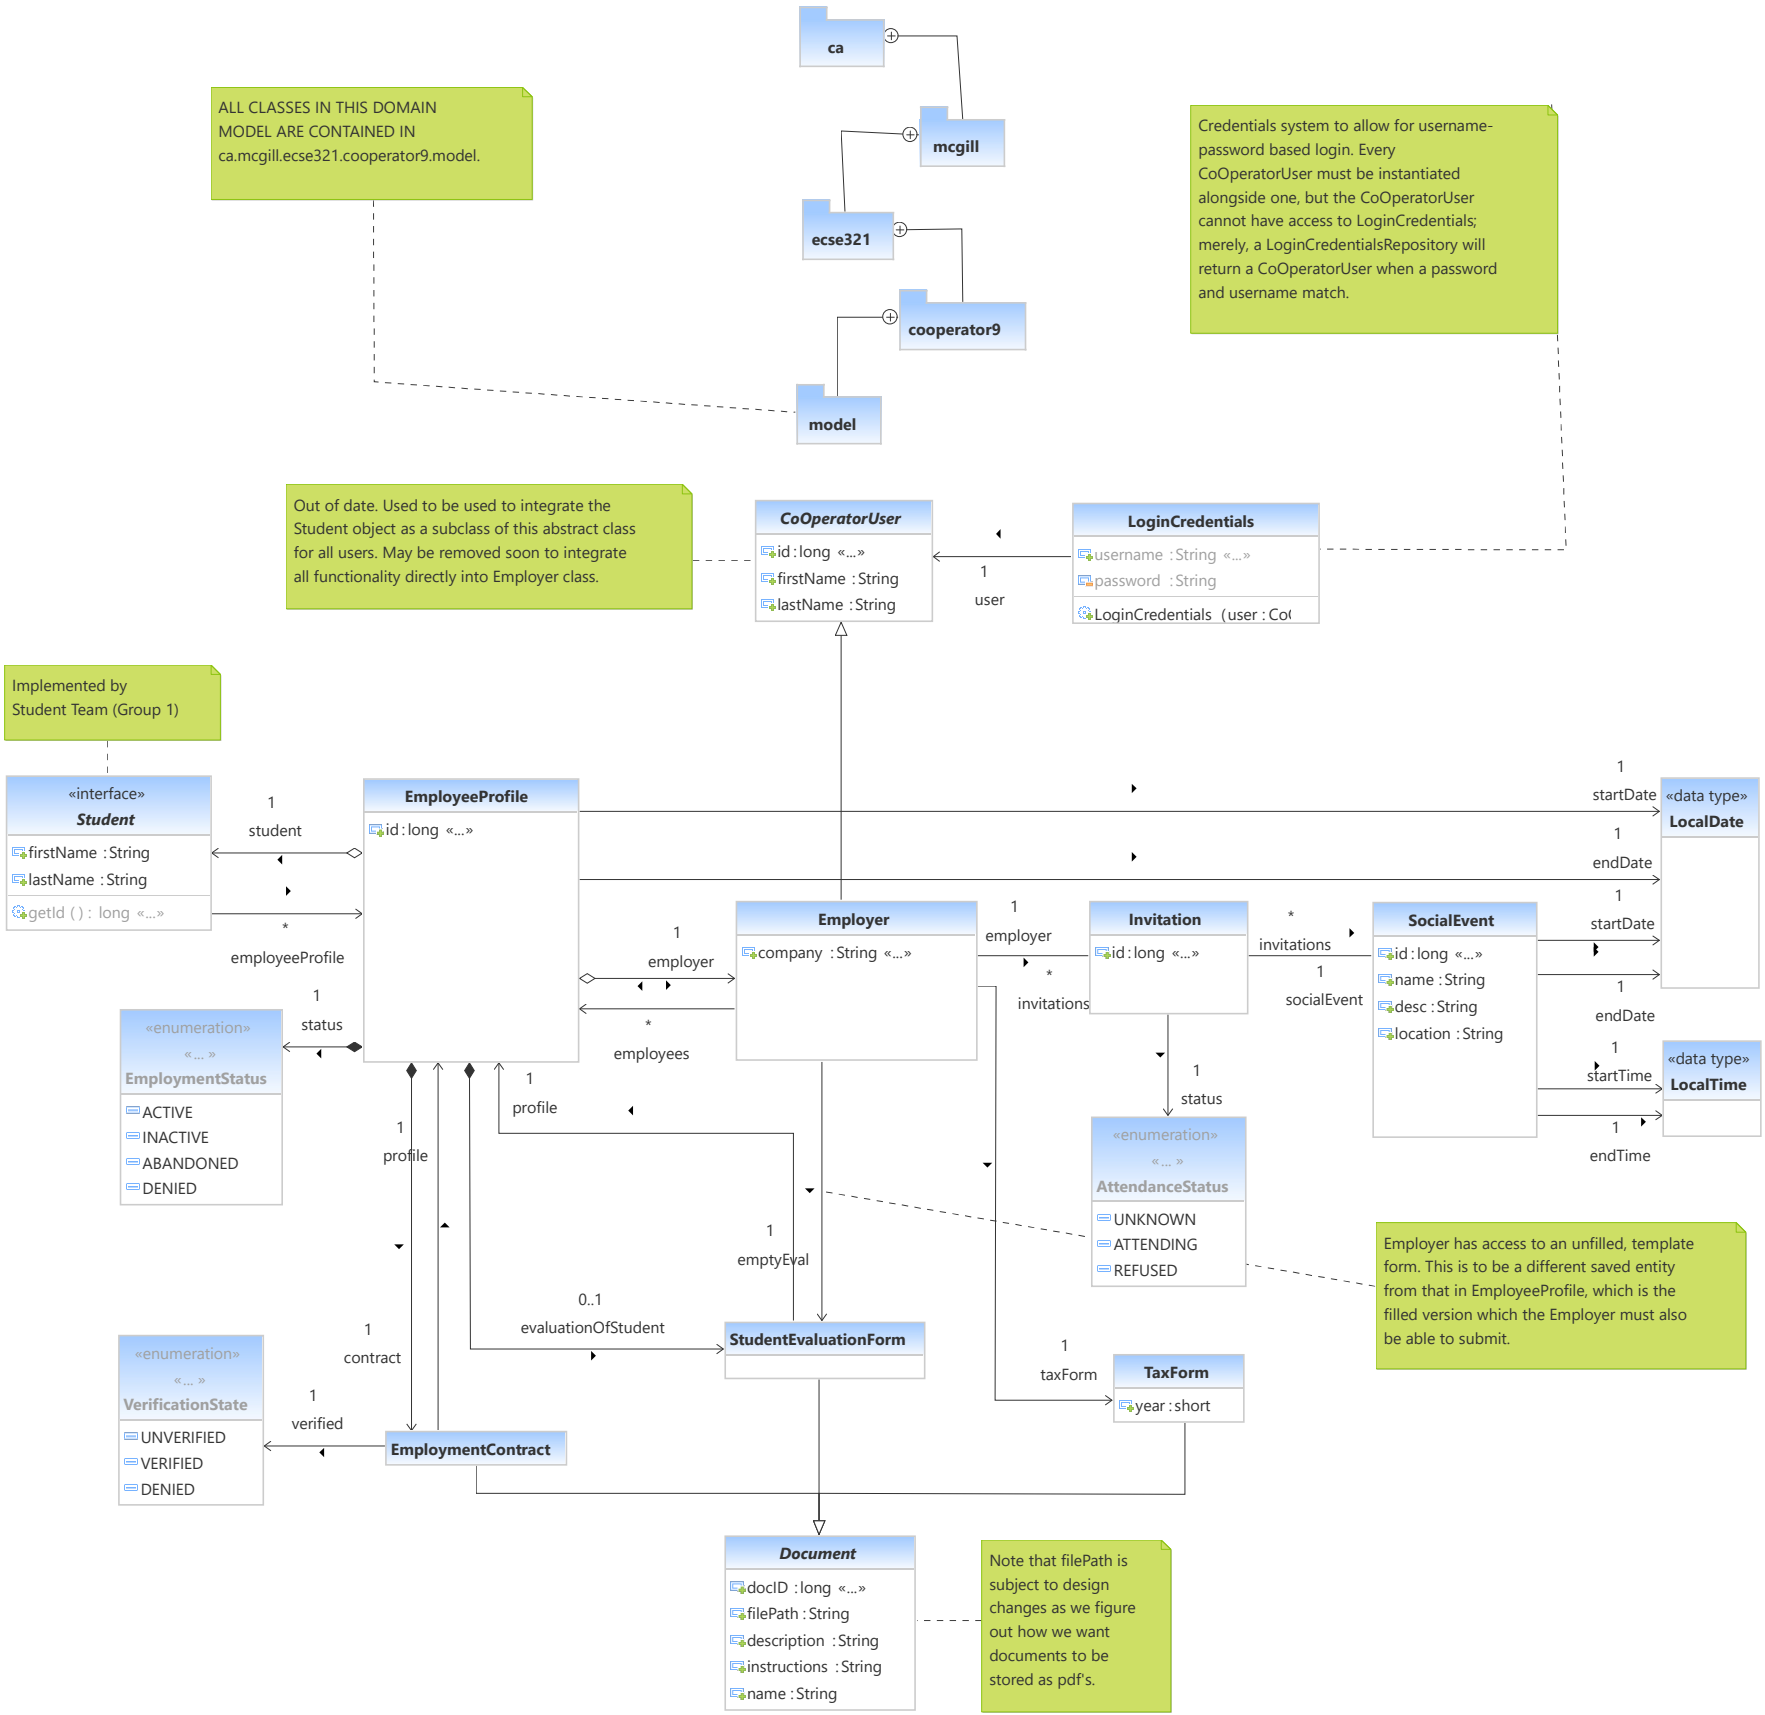 ca
mcgill
ecse321
cooperator9
model
ALL CLASSES IN THIS DOMAIN
MODEL ARE CONTAINED IN
ca.mcgill.ecse321.cooperator9.model.
Credentials system to allow for username-
password based login. Every
CoOperatorUser must be instantiated
alongside one, but the CoOperatorUser
cannot have access to LoginCredentials;
merely, a LoginCredentialsRepository will
return a CoOperatorUser when a password
and username match.
Out of date. Used to be used to integrate the
Student object as a subclass of this abstract class
for all users. May be removed soon to integrate
all functionality directly into Employer class.
CoOperatorUser
id : long «...»
firstName : String
lastName : String
1
user
LoginCredentials
username : String «...»
password : String
LoginCredentials (user : Co
Implemented by
Student Team (Group 1)
«interface»
Student
firstName : String
lastName : String
getId ( ) : long «...»
1
student
*
employeeProfile
EmployeeProfile
id : long «...»
1
startDate
1
endDate
«data type»
LocalDate
1
employer
*
employees
Employer
company : String «...»
1
employer
*
invitations
Invitation
id : long «...»
*
invitations
1
socialEvent
SocialEvent
id : long «...»
name : String
desc : String
location : String
1
startDate
1
endDate
1
startTime
1
endTime
«data type»
LocalTime
1
status
«enumeration»
«... »
EmploymentStatus
ACTIVE
INACTIVE
ABANDONED
DENIED
1
profile
1
profile
1
status
«enumeration»
«... »
AttendanceStatus
UNKNOWN
ATTENDING
REFUSED
1
emptyEval
Employer has access to an unfilled, template
form. This is to be a different saved entity
from that in EmployeeProfile, which is the
filled version which the Employer must also
be able to submit.
0..1
evaluationOfStudent
StudentEvaluationForm
1
contract
«enumeration»
«... »
VerificationState
UNVERIFIED
VERIFIED
DENIED
1
verified
EmploymentContract
1
taxForm
TaxForm
year : short
Document
docID : long «...»
filePath : String
description : String
instructions : String
name : String
Note that filePath is
subject to design
changes as we figure
out how we want
documents to be
stored as pdf's.